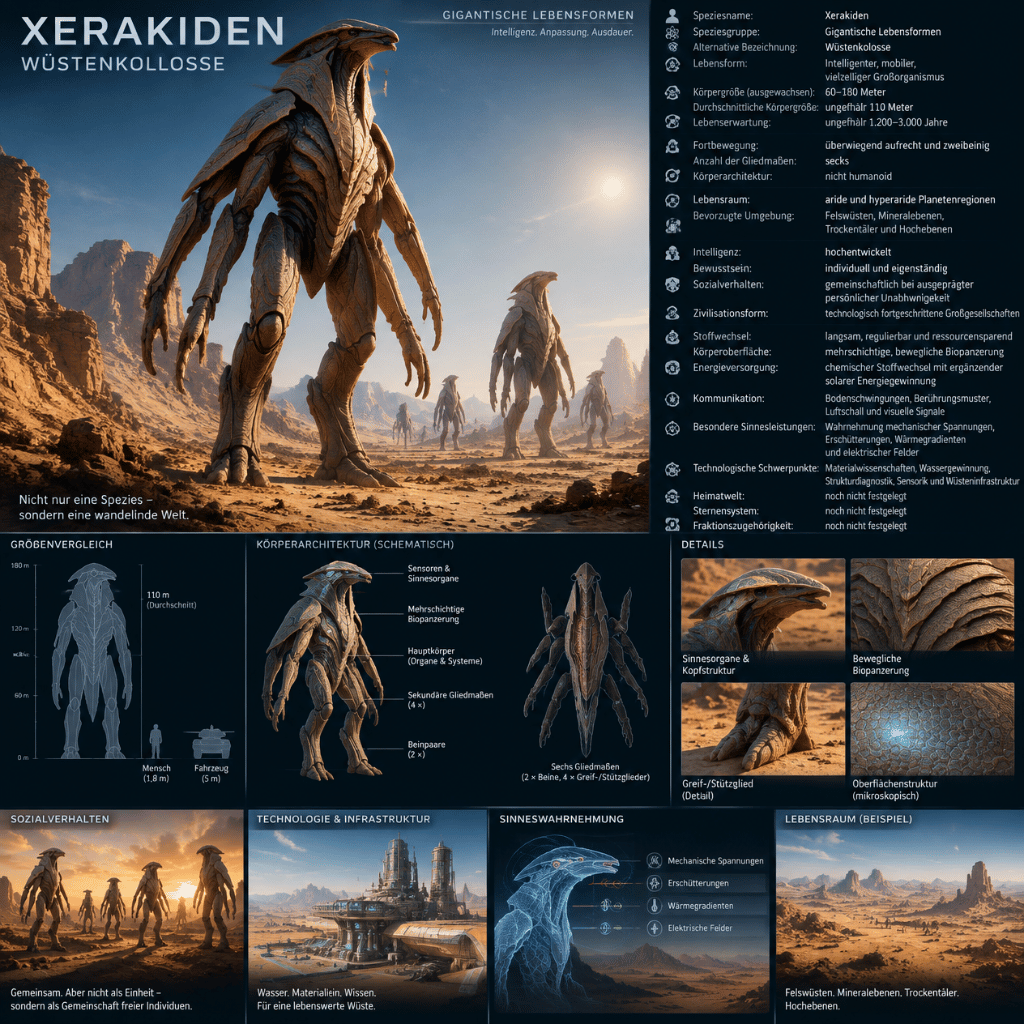 XERAKIDEN
WÜSTENKOLLOSSE
GIGANTISCHE LEBENSFORMEN
Intelligenz. Anpassung. Ausdauer.
Nicht nur eine Spezies –
sondern eine wandelinde Welt.
Speziesname: Xerakiden
Speziesgruppe: Gigantische Lebensformen
Alternative Bezeichnung: Wüstenkolosse
Lebensform: Intelligenter, mobiler,
vielzelliger Großorganismus
Körpergröße (ausgewachsen): 60–180 Meter
Durchschnittliche Körpergröße: ungefhälr 110 Meter
Lebenserwartung: ungefhälr 1.200–3.000 Jahre
Fortbewegung: überwiegend aufrecht und zweibeinig
Anzahl der Gliedmaßen: secks
Körperarchitektur: nicht humanoid
Lebensraum: aride und hyperaride Planetenregionen
Bevorzugte Umgebung: Felswüsten, Mineralebenen,
Trockentäler und Hochebenen
Intelligenz: hochentwickelt
Bewusstsein: individuell und eigenständig
Sozialverhalten: gemeinschaftlich bei ausgeprägter
persönlicher Unabhwnigekeit
Zivilisationsform: technologisch fortgeschrittene Großgesellschaften
Stoffwechsel: langsam, regulierbar und ressourcensparend
Körperoberfläche: mehrschichtige, bewegliche Biopanzerung
Energieversorgung: chemischer Stoffwechsel mit ergänzender
solarer Energiegewinnung
Kommunikation: Bodenschwingungen, Berührungsmuster,
Luftschall und visuelle Signale
Besondere Sinnesleistungen: Wahrnehmung mechanischer Spannungen,
Erschütterungen, Wärmegradienten
und elektrischer Felder
Technologische Schwerpunkte: Materialwissenschaften, Wassergewinnung,
Strukturdiagnostik, Sensorik und Wüsteninfrastruktur
Heimatwelt: noch nicht festgelegt
Sternensystem: noch nicht festgelegt
Fraktionszugehörigkeit: noch nicht festgelegt
GRÖßENVERGLEICH
180 m
110 m
(Durchschnitt)
120 m
60 m
0 m
Mensch
(1,8 m)
Fahrzeug
(5 m)
KÖRPERARCHITEKTUR (SCHEMATISCH)
Sensoren &
Sinnesorgane
Mehrschichtige
Biopanzerung
Hauptkörper
(Organe & Systeme)
Sekundäre Gliedmaßen
(4 ×)
Beinpaare
(2 ×)
Sechs Gliedmaßen
(2 × Beine, 4 × Greif-/Stützglieder)
DETAILS
Sinnesorgane &
Kopfstruktur
Bewegliche
Biopanzerung
Greif-/Stützglied
(Detail)
Oberflächenstruktur
(mikroskopisch)
SOZIALVERHALTEN
Gemeinsam. Aber nicht als Einheit –
sondern als Gemeinschaft freier Individuen.
TECHNOLOGIE & INFRASTRUKTUR
Wasser. Materialiein. Wissen.
Für eine lebenswerte Wüste.
SINNESWAHRNEHMUNG
Mechanische Spannungen
Erschütterungen
Wärmegradienten
Elektrische Felder
LEBENSRAUM (BEISPIEL)
Felswüsten. Mineralebenen. Trockentäler.
Hochebenen.